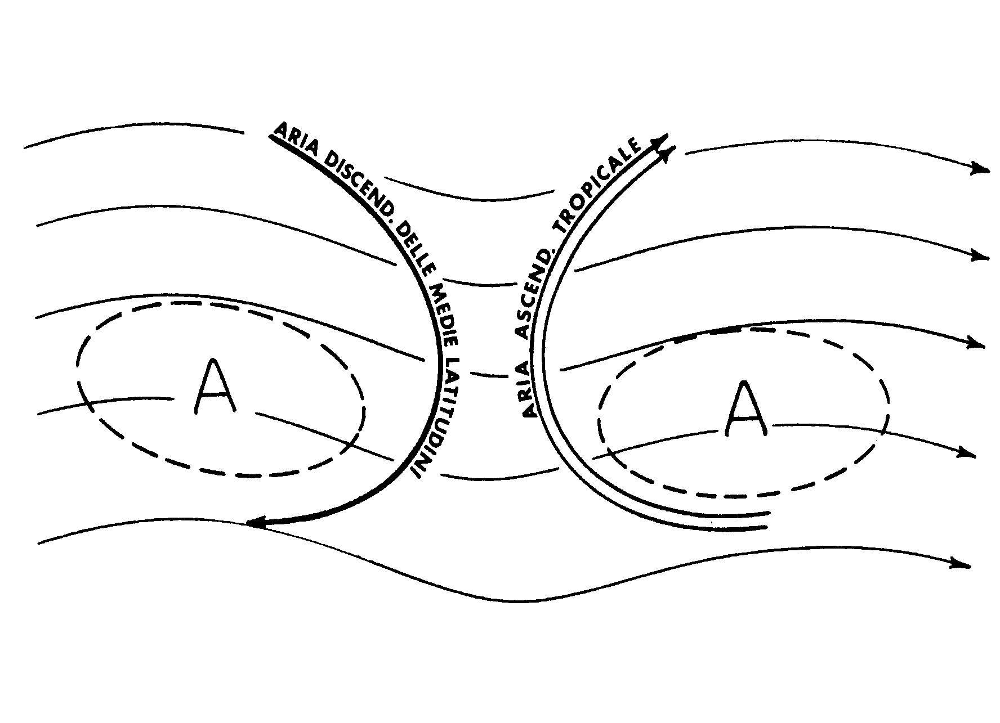 ARIA DISCEND. DELLE MEDIE LATITUDINI
ARIA ASCEND. TROPICALE
A
A